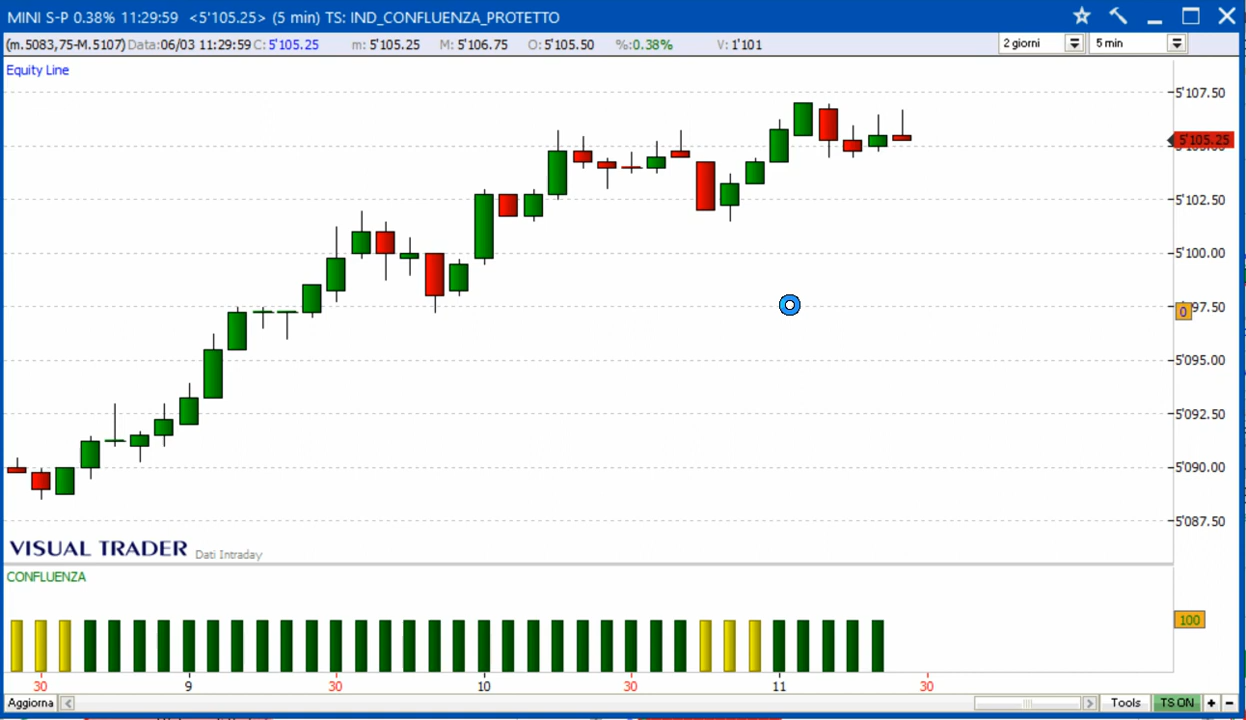 MINI S-P 0.38% 11:29:59 <5'105.25> (5 min) TS: IND_CONFLUENZA_PROTETTO
(m.5083,75-M.5107) Data:06/03 11:29:59 C: 5'105.25 m: 5'105.25 M: 5'106.75 O: 5'105.50 %:0.38% V: 1'101 2 giorni 5 min
Equity Line
5'107.50
5'105.25
5'102.50
5'100.00
0
5'095.00
5'092.50
5'090.00
5'087.50
VISUAL TRADER Dati Intraday
CONFLUENZA
100
30 9 30 10 30 11 30
Aggiorna Tools TS ON + -